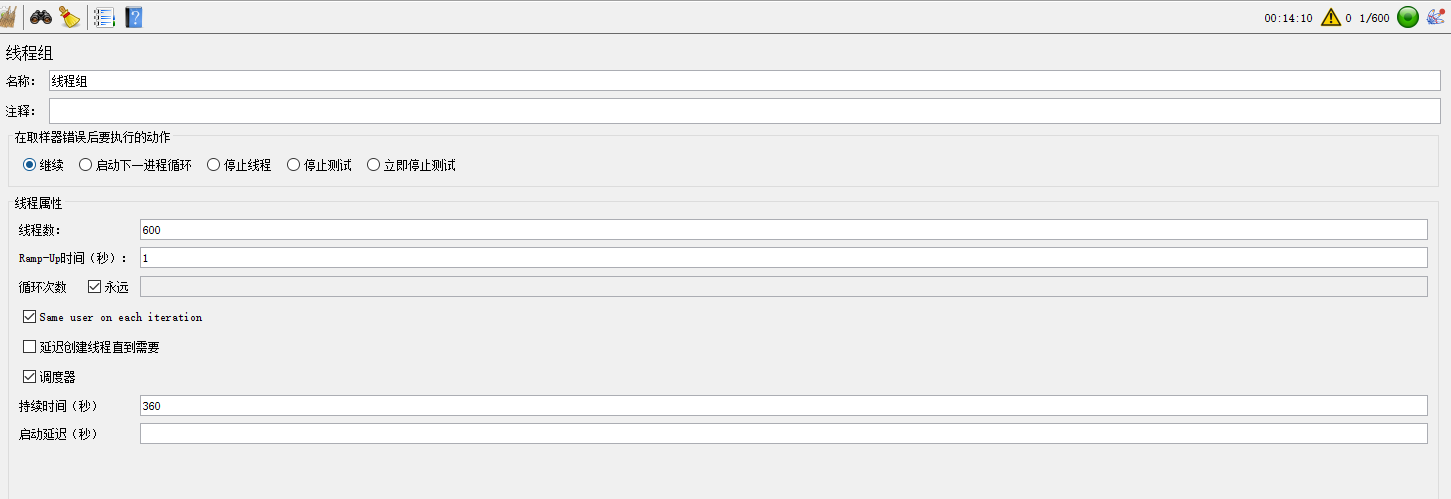 00:14:10 0 1/600
线程组
名称： 线程组
注释：
在取样器错误后要执行的动作
继续 启动下一进程循环 停止线程 停止测试 立即停止测试
线程属性
线程数： 600
Ramp-Up时间（秒）： 1
循环次数 永远
Same user on each iteration
延迟创建线程直到需要
调度器
持续时间（秒） 360
启动延迟（秒）